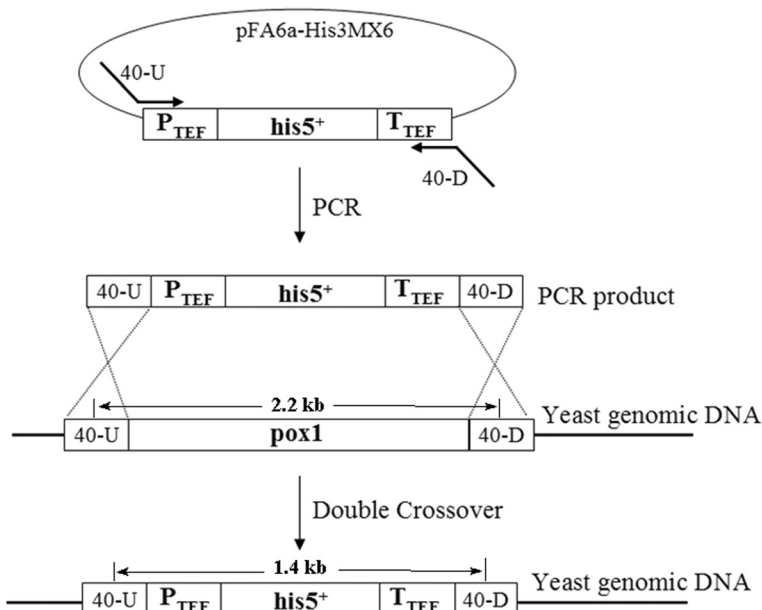 pFA6a-His3MX6
40-U
PTEF his5+ TTEF
40-D
PCR
40-U PTEF his5+ TTEF 40-D PCR product
2.2 kb
Yeast genomic DNA
40-U pox1 40-D
Double Crossover
1.4 kb
Yeast genomic DNA
40-U PTEF his5+ TTEF 40-D